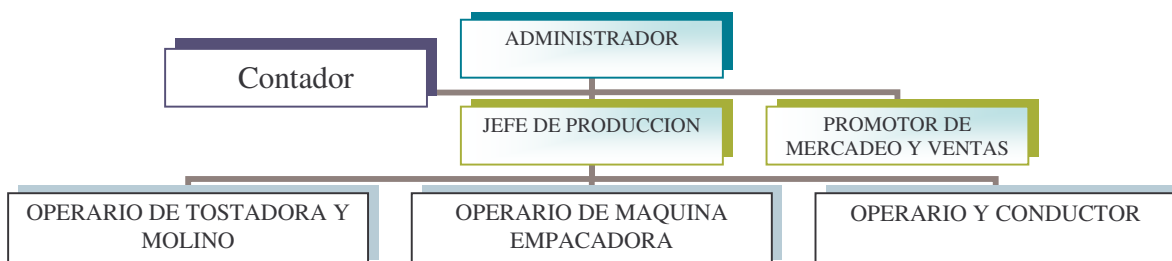 ADMINISTRADOR
Contador
JEFE DE PRODUCCION
PROMOTOR DE
MERCADEO Y VENTAS
OPERARIO DE TOSTADORA Y
MOLINO
OPERARIO DE MAQUINA
EMPACADORA
OPERARIO Y CONDUCTOR